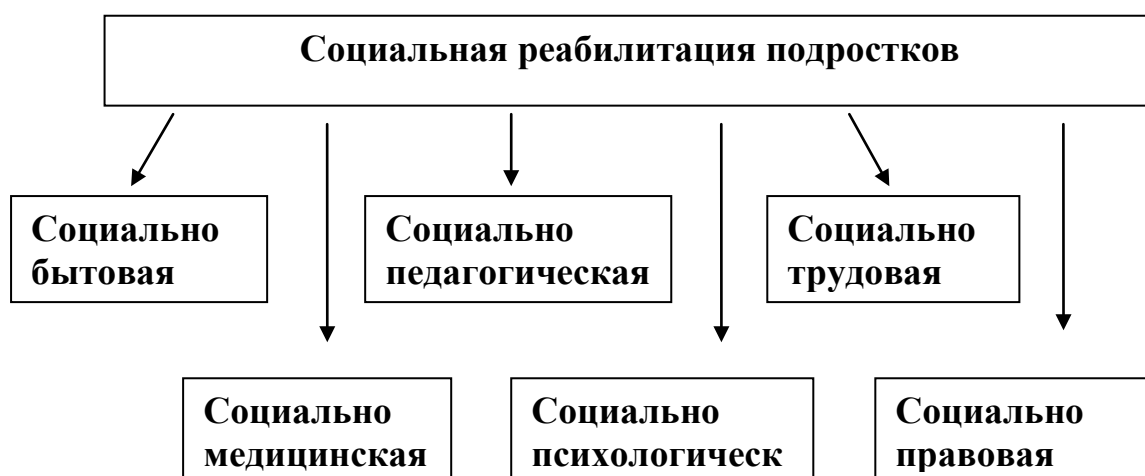 Социальная реабилитация подростков
Социально
бытовая
Социально
педагогическая
Социально
трудовая
Социально
медицинская
Социально
психологическ
Социально
правовая